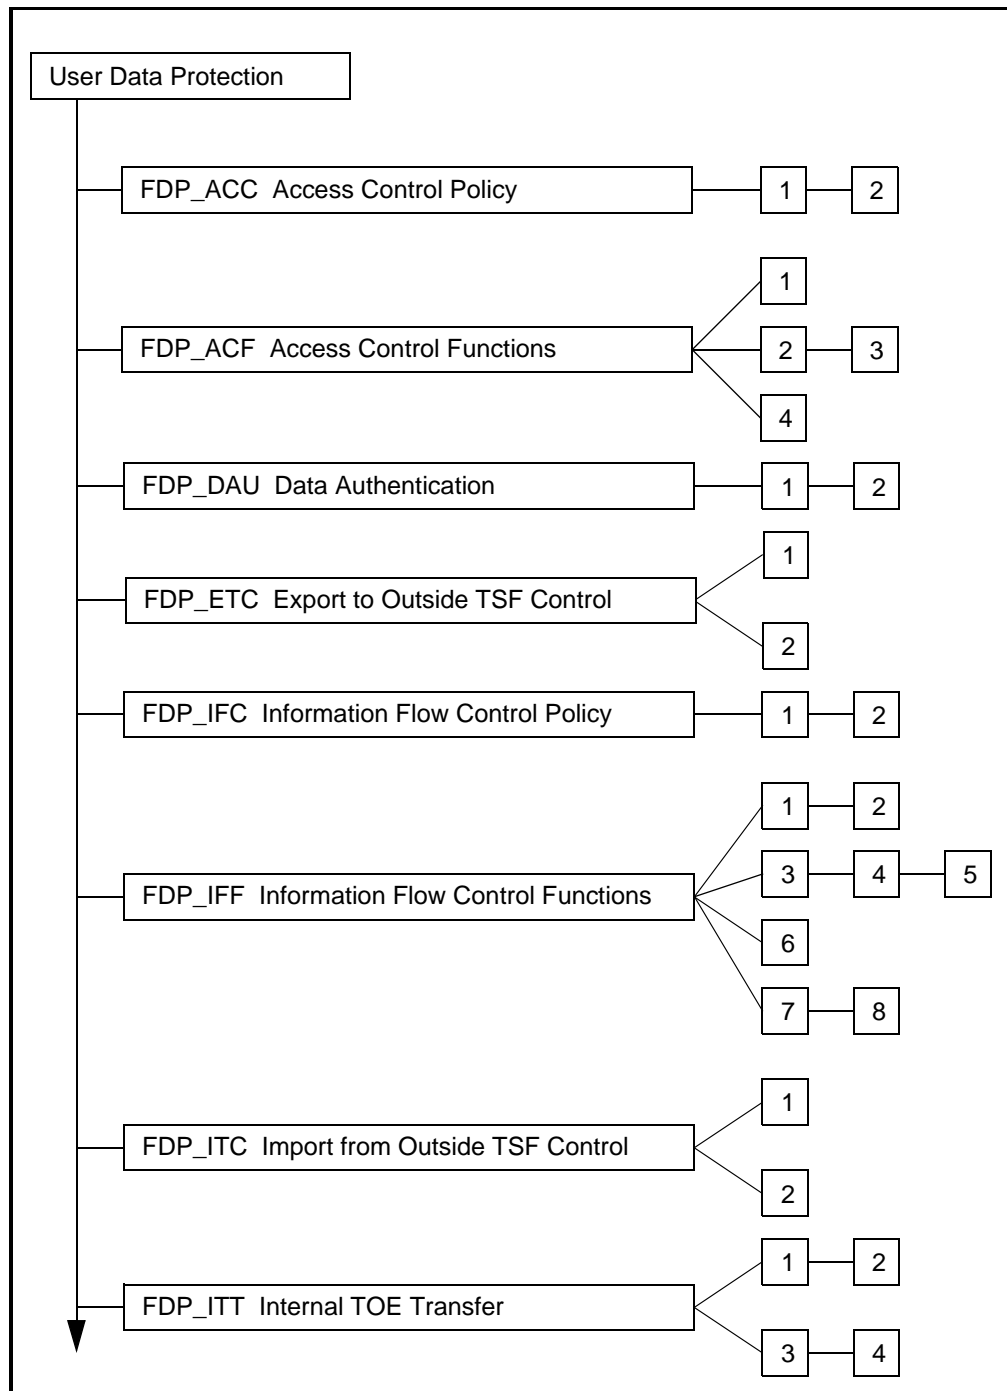 User Data Protection
FDP_ACC Access Control Policy
1 2
FDP_ACF Access Control Functions
1
2 3
4
FDP_DAU Data Authentication
1 2
FDP_ETC Export to Outside TSF Control
1
2
FDP_IFC Information Flow Control Policy
1 2
FDP_IFF Information Flow Control Functions
1 2
3 4 5
6
7 8
FDP_ITC Import from Outside TSF Control
1
2
FDP_ITT Internal TOE Transfer
1 2
3 4